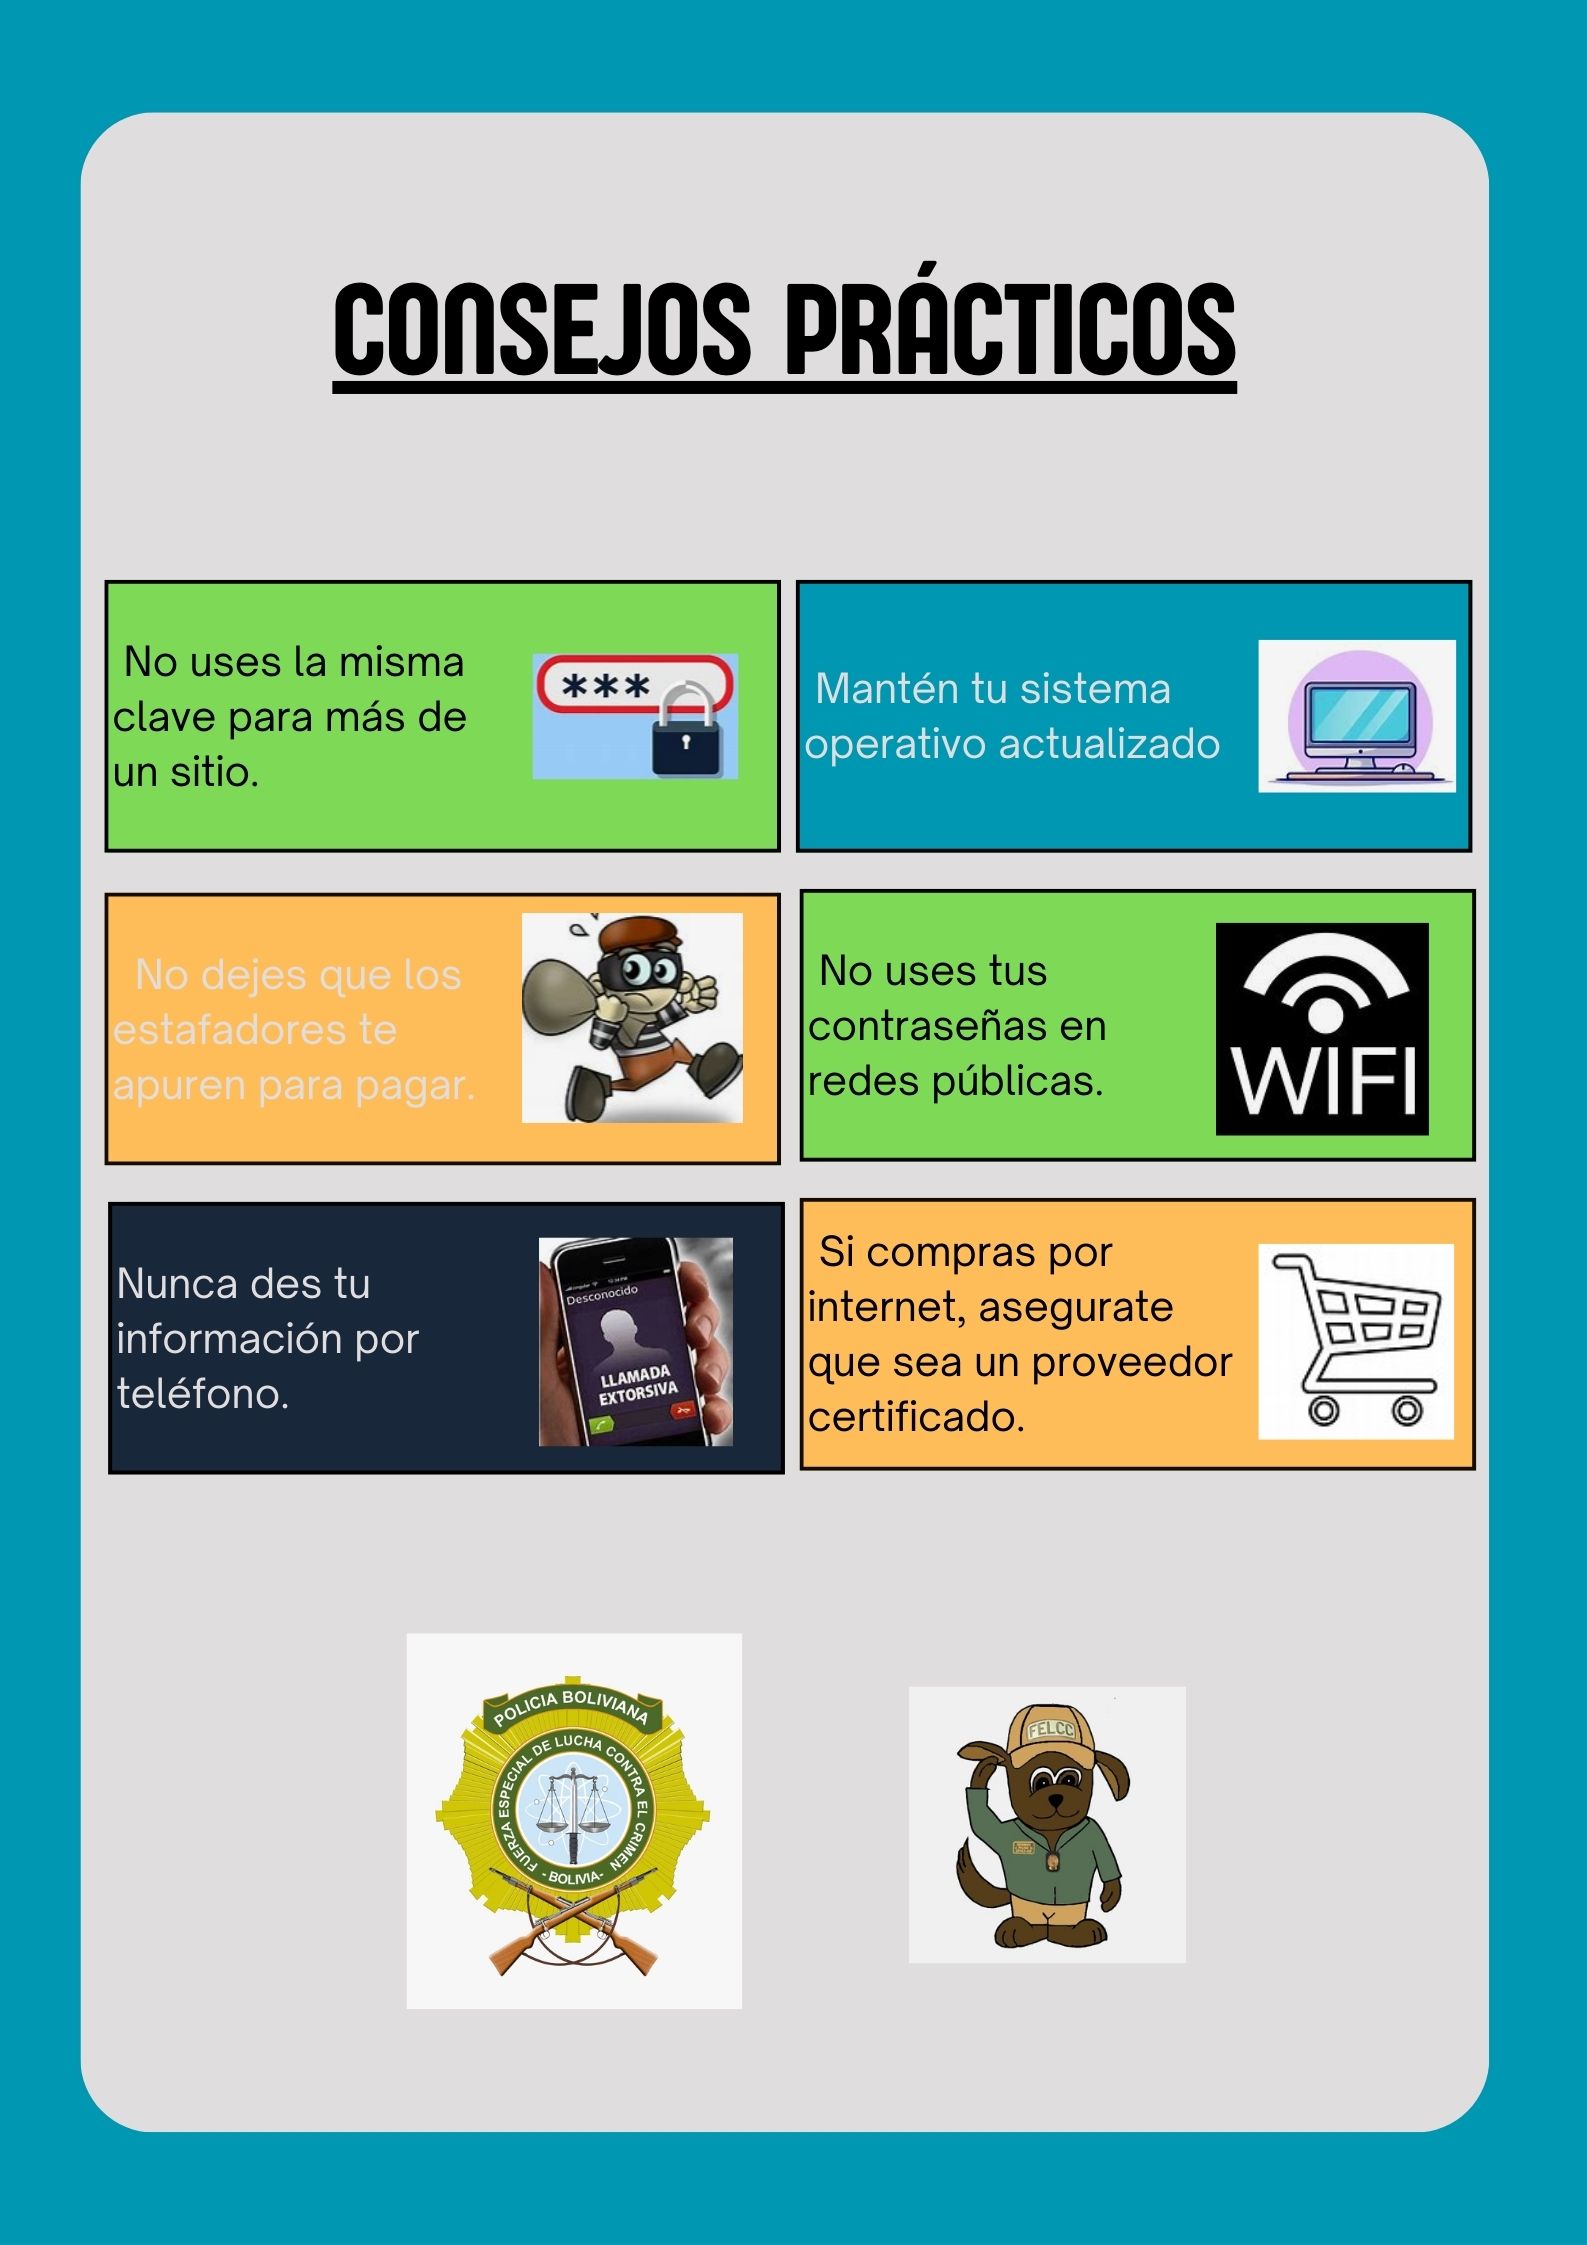 CONSEJOS PRÁCTICOS
No uses la misma
clave para más de
un sitio.
***
Mantén tu sistema
operativo actualizado
No dejes que los
estafadores te
apuren para pagar.
No uses tus
contraseñas en
redes públicas.
WIFI
Nunca des tu
información por
teléfono.
Desconocido
LLAMADA
EXTORSIVA
Si compras por
internet, asegurate
que sea un proveedor
certificado.
POLICIA BOLIVIANA
FUERZA ESPECIAL DE LUCHA CONTRA EL CRIMEN
- BOLIVIA-
FELCC